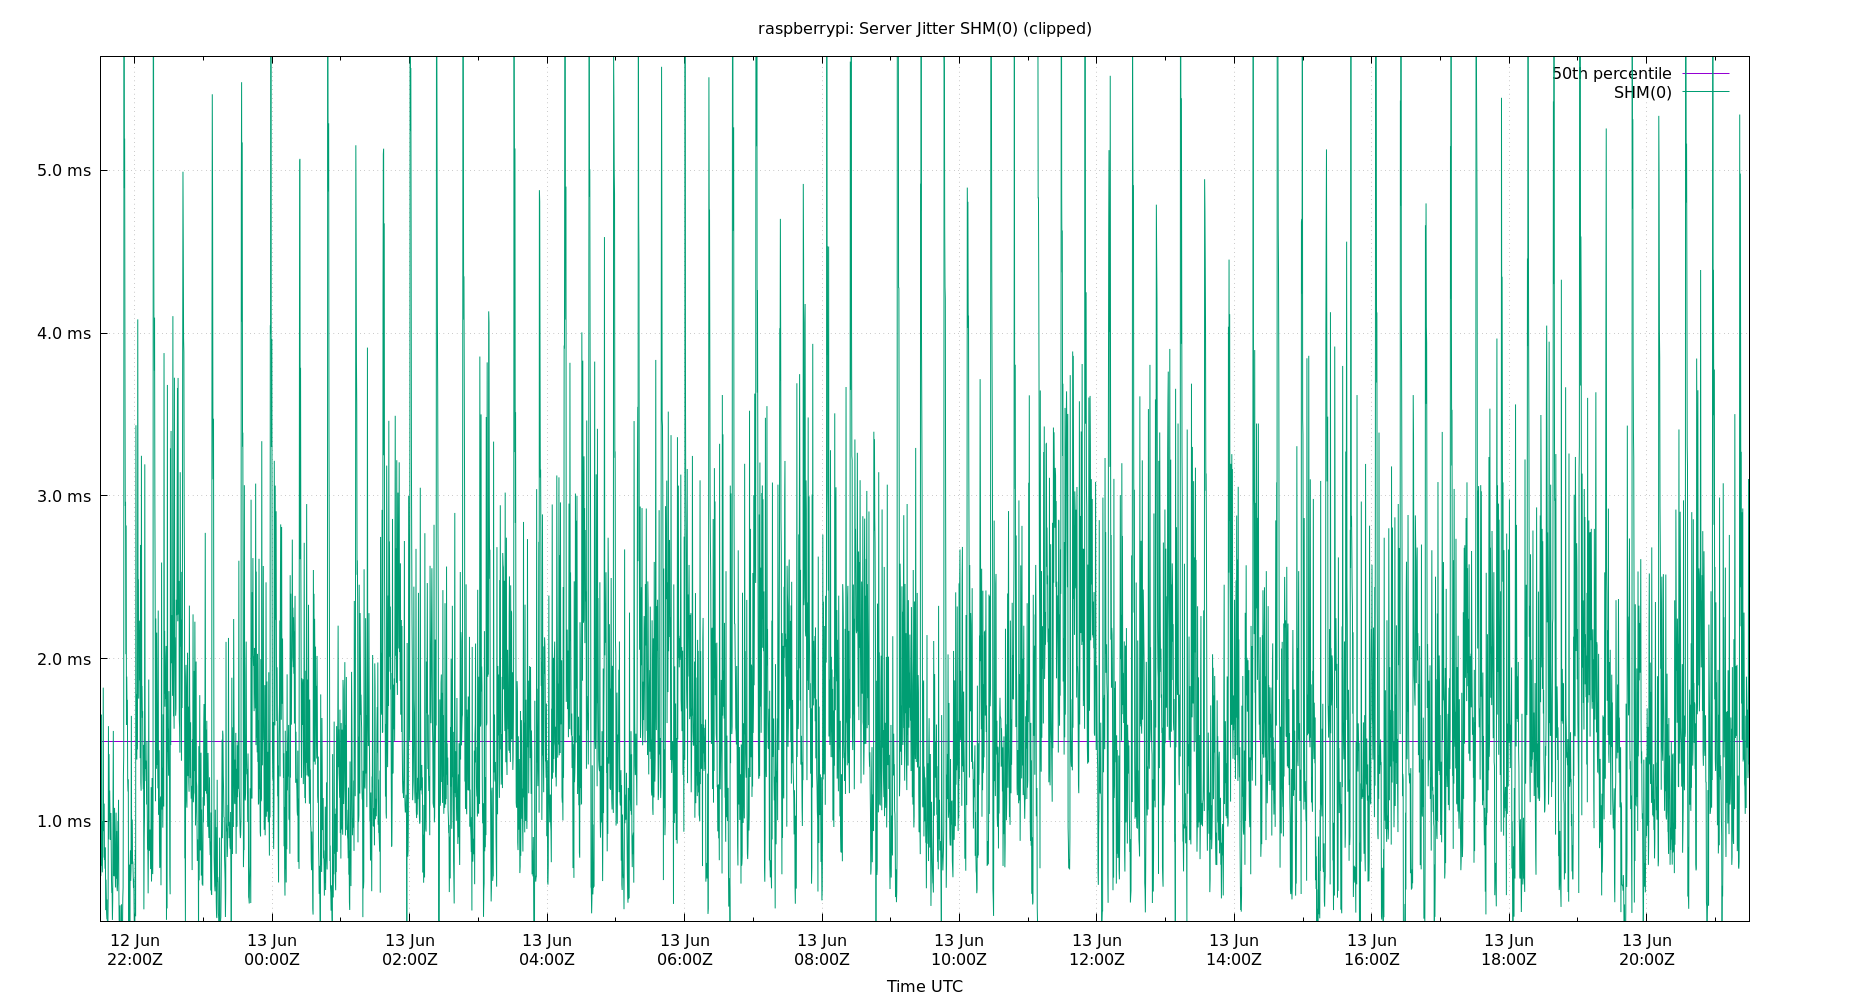 raspberrypi: Server Jitter SHM(0) (clipped)
50th percentile
SHM(0)
5.0 ms
4.0 ms
3.0 ms
2.0 ms
1.0 ms
12 Jun 13 Jun 13 Jun 13 Jun 13 Jun 13 Jun 13 Jun 13 Jun 13 Jun 13 Jun 13 Jun 13 Jun
22:00Z 00:00Z 02:00Z 04:00Z 06:00Z 08:00Z 10:00Z 12:00Z 14:00Z 16:00Z 18:00Z 20:00Z
Time UTC